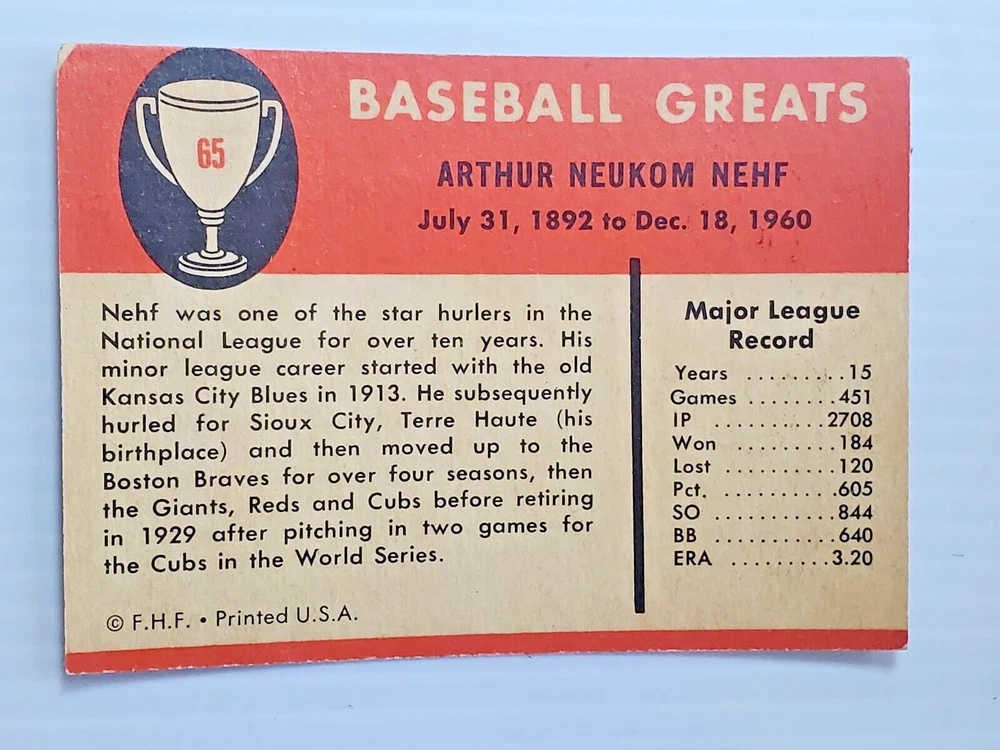 65
BASEBALL GREATS
ARTHUR NEUKOM NEHF
July 31, 1892 to Dec. 18, 1960
Nehf was one of the star hurlers in the
National League for over ten years. His
minor league career started with the old
Kansas City Blues in 1913. He subsequently
hurled for Sioux City, Terre Haute (his
birthplace) and then moved up to the
Boston Braves for over four seasons, then
the Giants, Reds and Cubs before retiring
in 1929 after pitching in two games for
the Cubs in the World Series.
© F.H.F. • Printed U.S.A.
Major League
Record
Years ..........15
Games ........451
IP ..........2708
Won ..........184
Lost ..........120
Pct. ..........605
SO ...........844
BB ...........640
ERA .........3.20